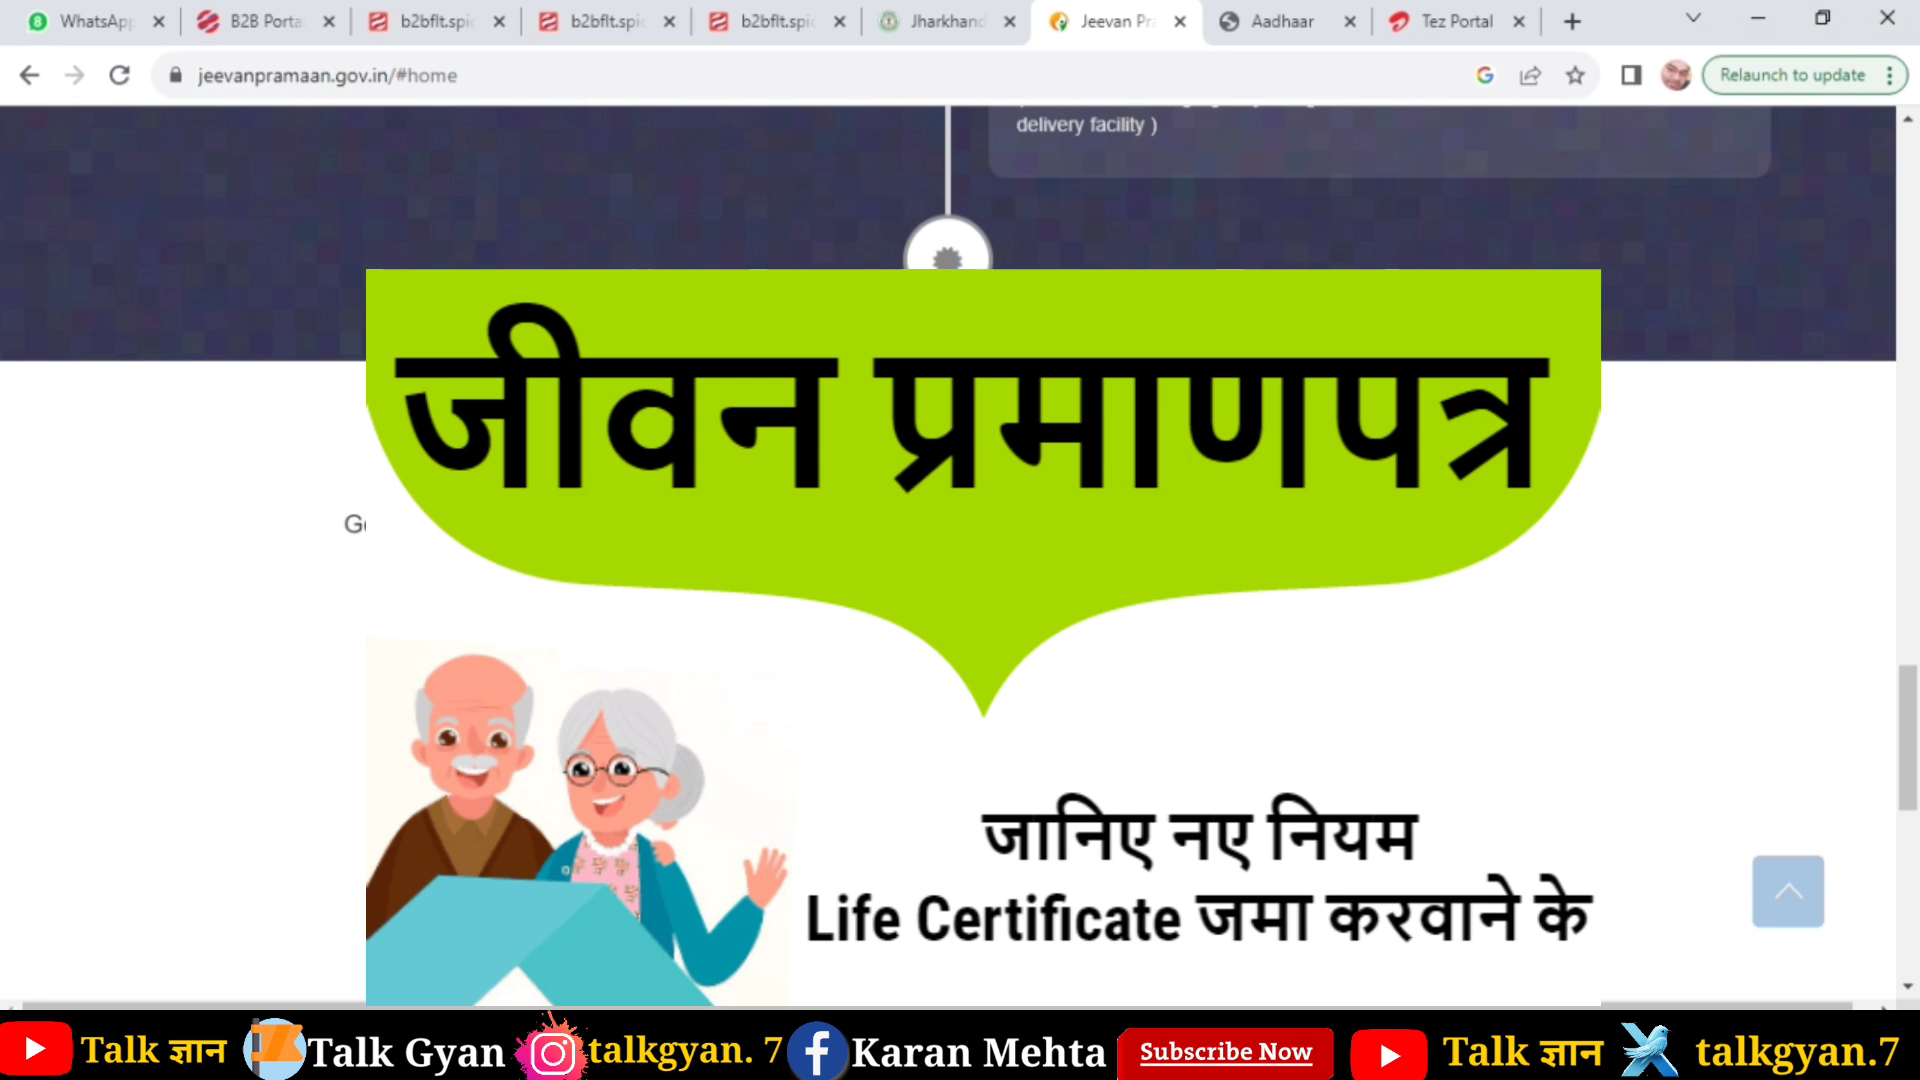 WhatsApp
B2B Porta
b2bflt.spic
b2bflt.spic
b2bflt.spic
Jharkhand
Jeevan Pra
Aadhaar
Tez Portal
jeevanpramaan.gov.in/#home
Relaunch to update
delivery facility )
जीवन प्रमाणपत्र
जानिए नए नियम
Life Certificate जमा करवाने के
Talk ज्ञान
Talk Gyan
talkgyan. 7
Karan Mehta
Subscribe Now
Talk ज्ञान
talkgyan.7